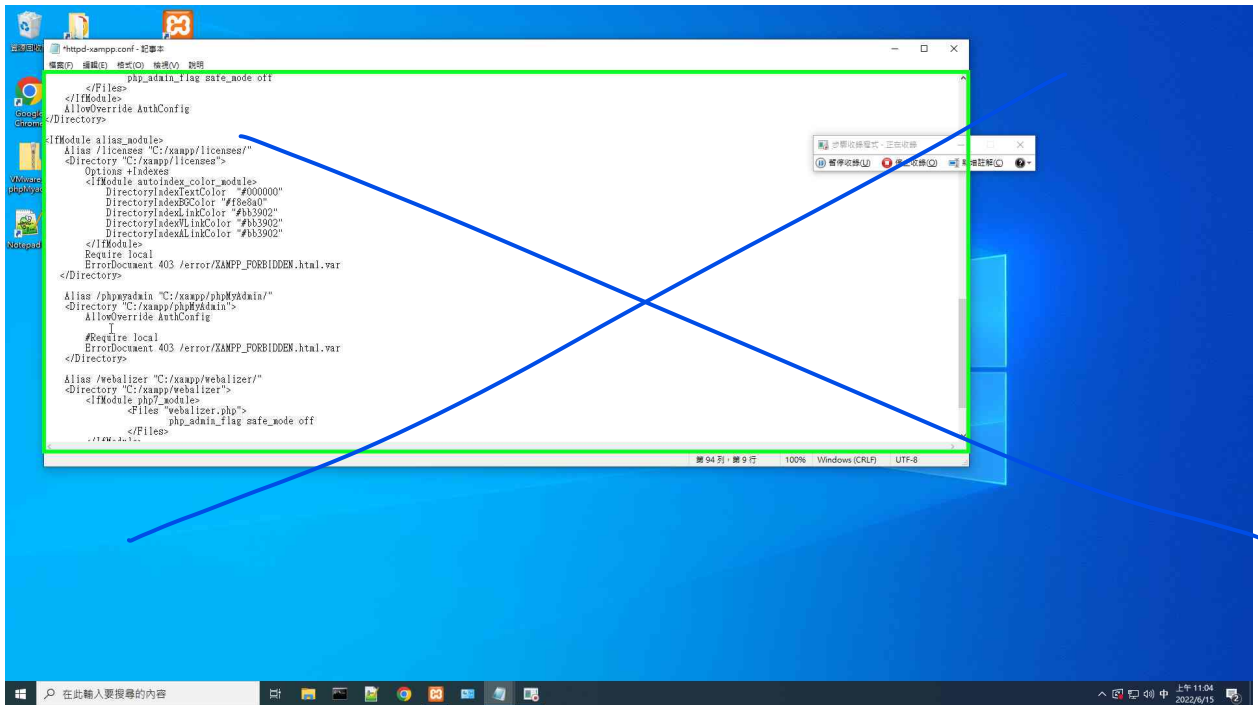 Google
Chrome
*httpd-xampp.conf - 記事本
檔案(F) 編輯(E) 格式(O) 檢視(V) 說明
php_admin_flag safe_mode off
</Files>
</IfModule>
AllowOverride AuthConfig
</Directory>
<IfModule alias_module>
Alias /licenses "C:/xampp/licenses/"
<Directory "C:/xampp/licenses">
Options +Indexes
<IfModule autoindex_color_module>
DirectoryIndexTextColor "#000000"
DirectoryIndexBGColor "#f8e8a0"
DirectoryIndexLinkColor "#bb3902"
DirectoryIndexVLinkColor "#bb3902"
DirectoryIndexALinkColor "#bb3902"
</IfModule>
Require local
ErrorDocument 403 /error/XAMPP_FORBIDDEN.html.var
</Directory>
Alias /phpmyadmin "C:/xampp/phpMyAdmin/"
<Directory "C:/xampp/phpMyAdmin">
AllowOverride AuthConfig
#Require local
ErrorDocument 403 /error/XAMPP_FORBIDDEN.html.var
</Directory>
Alias /webalizer "C:/xampp/webalizer/"
<Directory "C:/xampp/webalizer">
<IfModule php7_module>
<Files "webalizer.php">
php_admin_flag safe_mode off
</Files>
</IfModule>
第 94 列，第 9 行 100% Windows (CRLF) UTF-8
步驟收錄程式 - 正在收錄
暫停收錄(U) 停止收錄(O) 新增註解(C)
VMware
Notepad
在此輸入要搜尋的內容
中
上午 11:04
2022/6/15
2